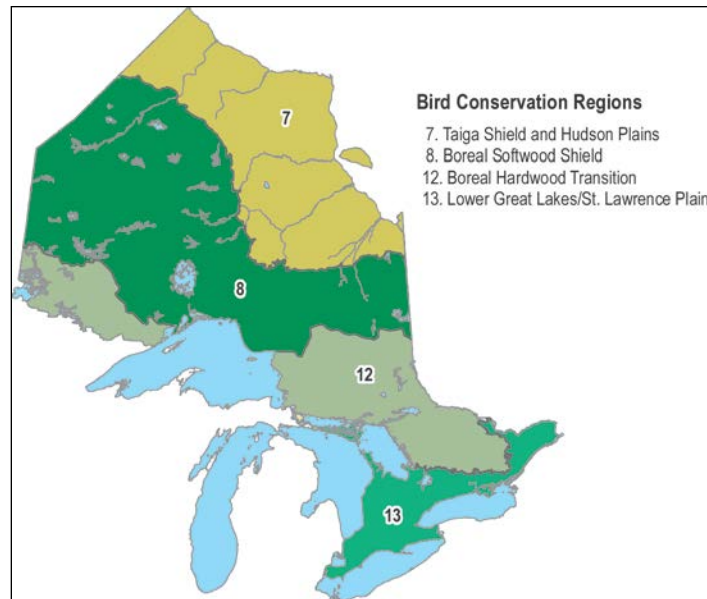 Bird Conservation Regions
7. Taiga Shield and Hudson Plains
8. Boreal Softwood Shield
12. Boreal Hardwood Transition
13. Lower Great Lakes/St. Lawrence Plain
7
8
12
13